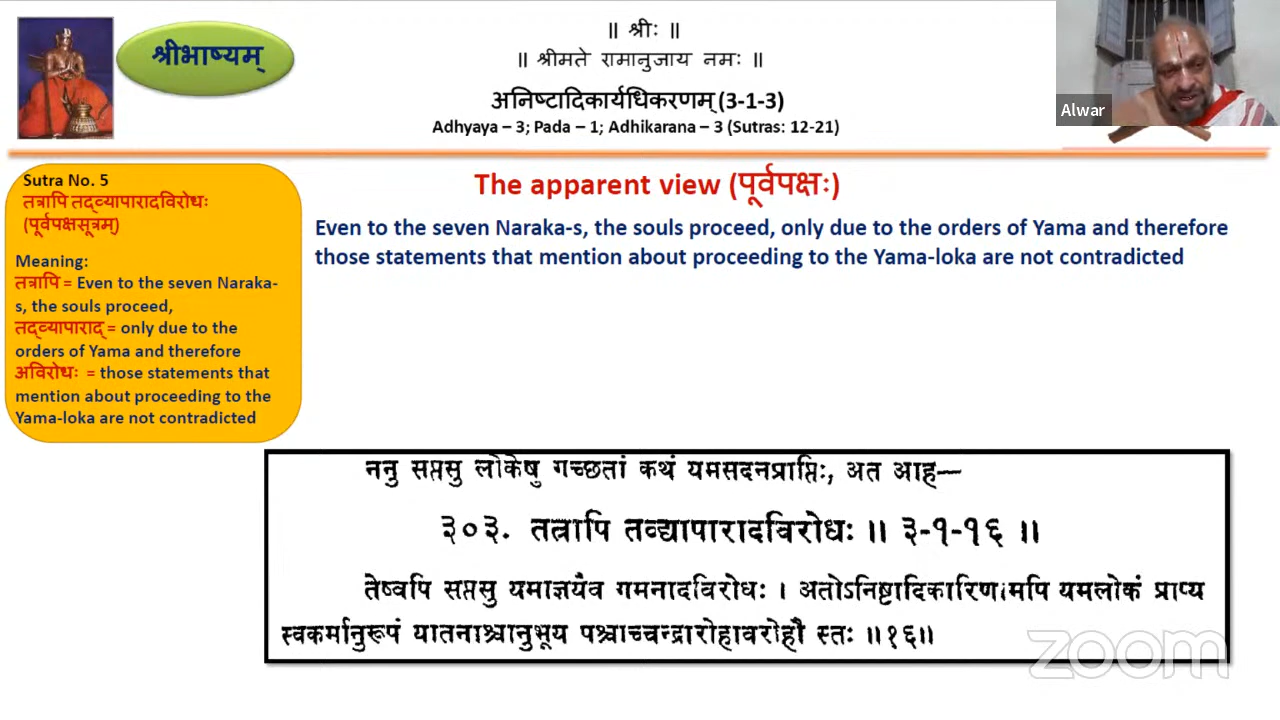 श्रीभाष्यम्
॥ श्रीः ॥
॥ श्रीमते रामानुजाय नमः ॥
अनिष्टादिकार्यधिकरणम् (3-1-3)
Adhyaya – 3; Pada – 1; Adhikarana – 3 (Sutras: 12-21)
Alwar
Sutra No. 5
तत्रापि तद्व्यापारादविरोधः
(पूर्वपक्षसूत्रम्)
Meaning:
तत्रापि = Even to the seven Naraka-
s, the souls proceed,
तद्व्यापाराद् = only due to the
orders of Yama and therefore
अविरोधः = those statements that
mention about proceeding to the
Yama-loka are not contradicted
The apparent view (पूर्वपक्षः)
Even to the seven Naraka-s, the souls proceed, only due to the orders of Yama and therefore
those statements that mention about proceeding to the Yama-loka are not contradicted
ननु सप्तसु लोकेषु गच्छतां कथं यमसदनप्राप्तिः, अत आह—
३०३. तत्रापि तद्व्यापारादविरोधः ॥ ३-१-१६ ॥
तेष्वपि सप्तसु यमाज्ञयैव गमनादविरोधः । अतोऽनिष्टादिकारिणामपि यमलोकं प्राप्य
स्वकर्मानुरूपं यातनाश्चानुभूय पश्चाच्चन्द्रारोहावरोहौ स्तः ॥१६॥
zoom